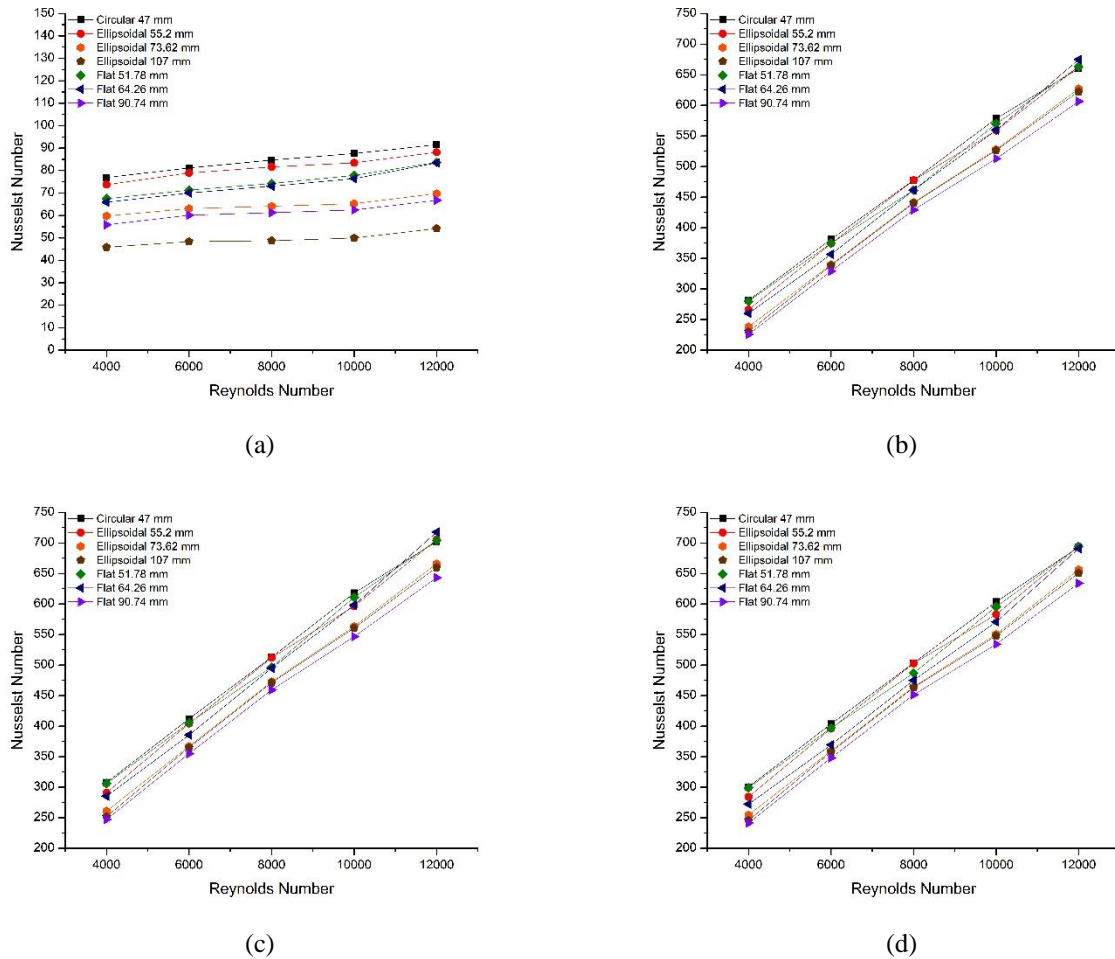 150
140
130
120
110
100
90
80
70
60
50
40
30
20
10
0
Nusselst Number
Circular 47 mm
Ellipsoidal 55.2 mm
Ellipsoidal 73.62 mm
Ellipsoidal 107 mm
Flat 51.78 mm
Flat 64.26 mm
Flat 90.74 mm
4000 6000 8000 10000 12000
Reynolds Number
(a)
750
700
650
600
550
500
450
400
350
300
250
200
Nusselst Number
Circular 47 mm
Ellipsoidal 55.2 mm
Ellipsoidal 73.62 mm
Ellipsoidal 107 mm
Flat 51.78 mm
Flat 64.26 mm
Flat 90.74 mm
4000 6000 8000 10000 12000
Reynolds Number
(b)
750
700
650
600
550
500
450
400
350
300
250
200
Nusselst Number
Circular 47 mm
Ellipsoidal 55.2 mm
Ellipsoidal 73.62 mm
Ellipsoidal 107 mm
Flat 51.78 mm
Flat 64.26 mm
Flat 90.74 mm
4000 6000 8000 10000 12000
Reynolds Number
(c)
750
700
650
600
550
500
450
400
350
300
250
200
Nusselst Number
Circular 47 mm
Ellipsoidal 55.2 mm
Ellipsoidal 73.62 mm
Ellipsoidal 107 mm
Flat 51.78 mm
Flat 64.26 mm
Flat 90.74 mm
4000 6000 8000 10000 12000
Reynolds Number
(d)